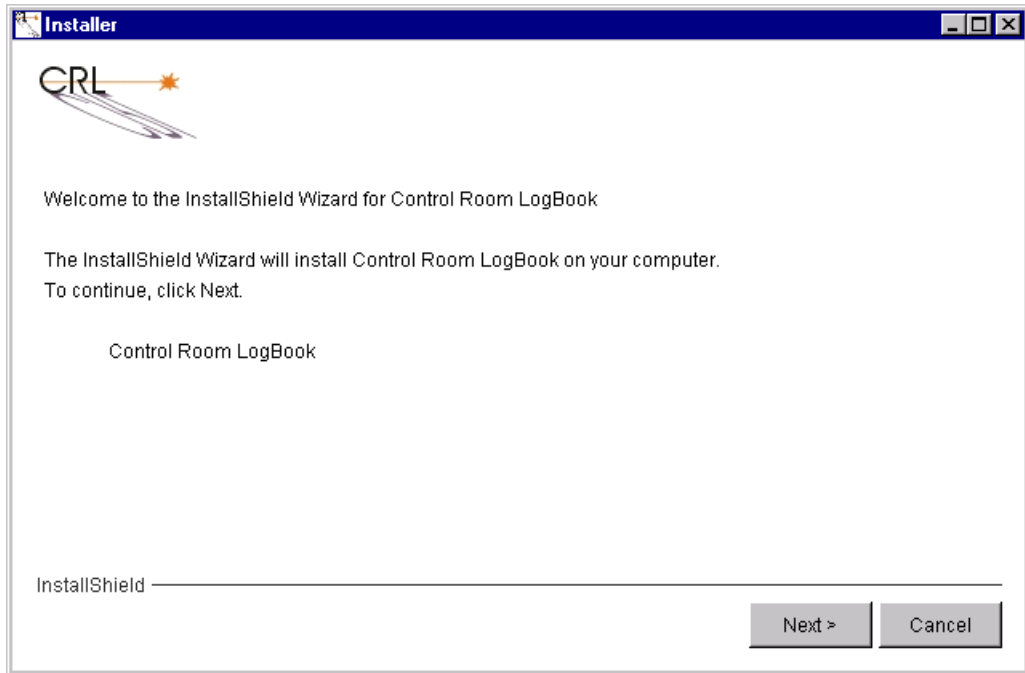 Installer
CRL
Welcome to the InstallShield Wizard for Control Room LogBook
The InstallShield Wizard will install Control Room LogBook on your computer.
To continue, click Next.
Control Room LogBook
InstallShield
Next >
Cancel